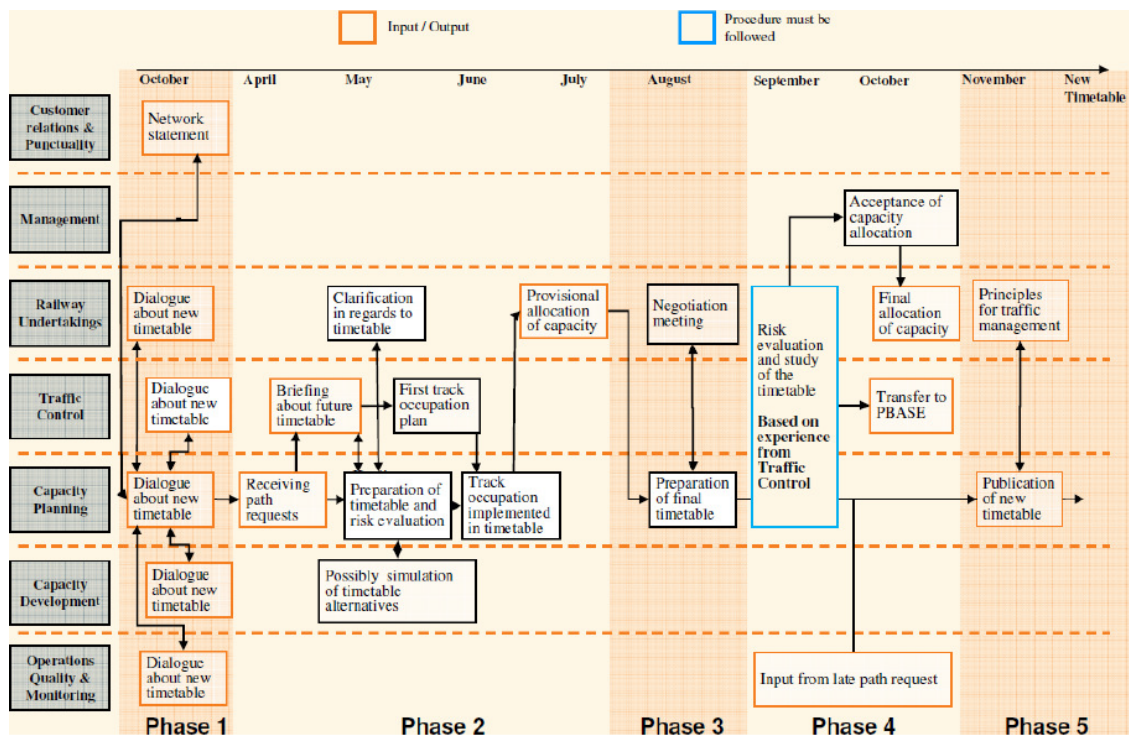 Input / Output
Procedure must be
followed
October
April
May
June
July
August
September
October
November
New
Timetable
Customer
relations &
Punctuality
Network
statement
Management
Acceptance of
capacity
allocation
Railway
Undertakings
Dialogue
about new
timetable
Clarification
in regards to
timetable
Provisional
allocation
of capacity
Negotiation
meeting
Risk
evaluation
and study
of the
timetable
Based on
experience
from
Traffic
Control
Final
allocation
of capacity
Principles
for traffic
management
Traffic
Control
Dialogue
about new
timetable
Briefing
about future
timetable
First track
occupation
plan
Transfer to
PBASE
Capacity
Planning
Dialogue
about new
timetable
Receiving
path
requests
Preparation of
timetable and
risk evaluation
Track
occupation
implemented
in timetable
Preparation
of final
timetable
Publication
of new
timetable
Capacity
Development
Dialogue
about new
timetable
Possibly simulation
of timetable
alternatives
Operations
Quality &
Monitoring
Dialogue
about new
timetable
Input from late path request
Phase 1
Phase 2
Phase 3
Phase 4
Phase 5